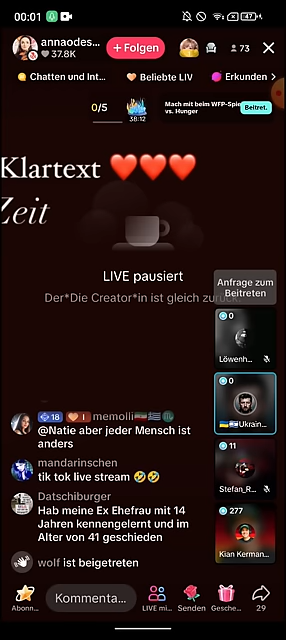 00:01
47
annaodes...
37.8K
+ Folgen
73
Chatten und Int...
Beliebte LIV
Erkunden
0/5
38:12
Mach mit beim WFP-Spie
vs. Hunger
Beitret.
Klartext ❤️❤️❤️
Zeit
LIVE pausiert
Der*Die Creator*in ist gleich zurück.
Anfrage zum
Beitreten
0
Löwenh...
0
🇺🇦🇮🇱Ukrain...
11
Stefan_R...
277
Kian Kerman...
18 I memolli🇮🇷🇬🇷♏
@Natie aber jeder Mensch ist
anders
mandarinschen
tik tok live stream 🤣🤣
Datschiburger
Hab meine Ex Ehefrau mit 14
Jahren kennengelernt und im
Alter von 41 geschieden
wolf ist beigetreten
Abonn...
Kommenta...
LIVE mi...
Senden
Gesche...
29